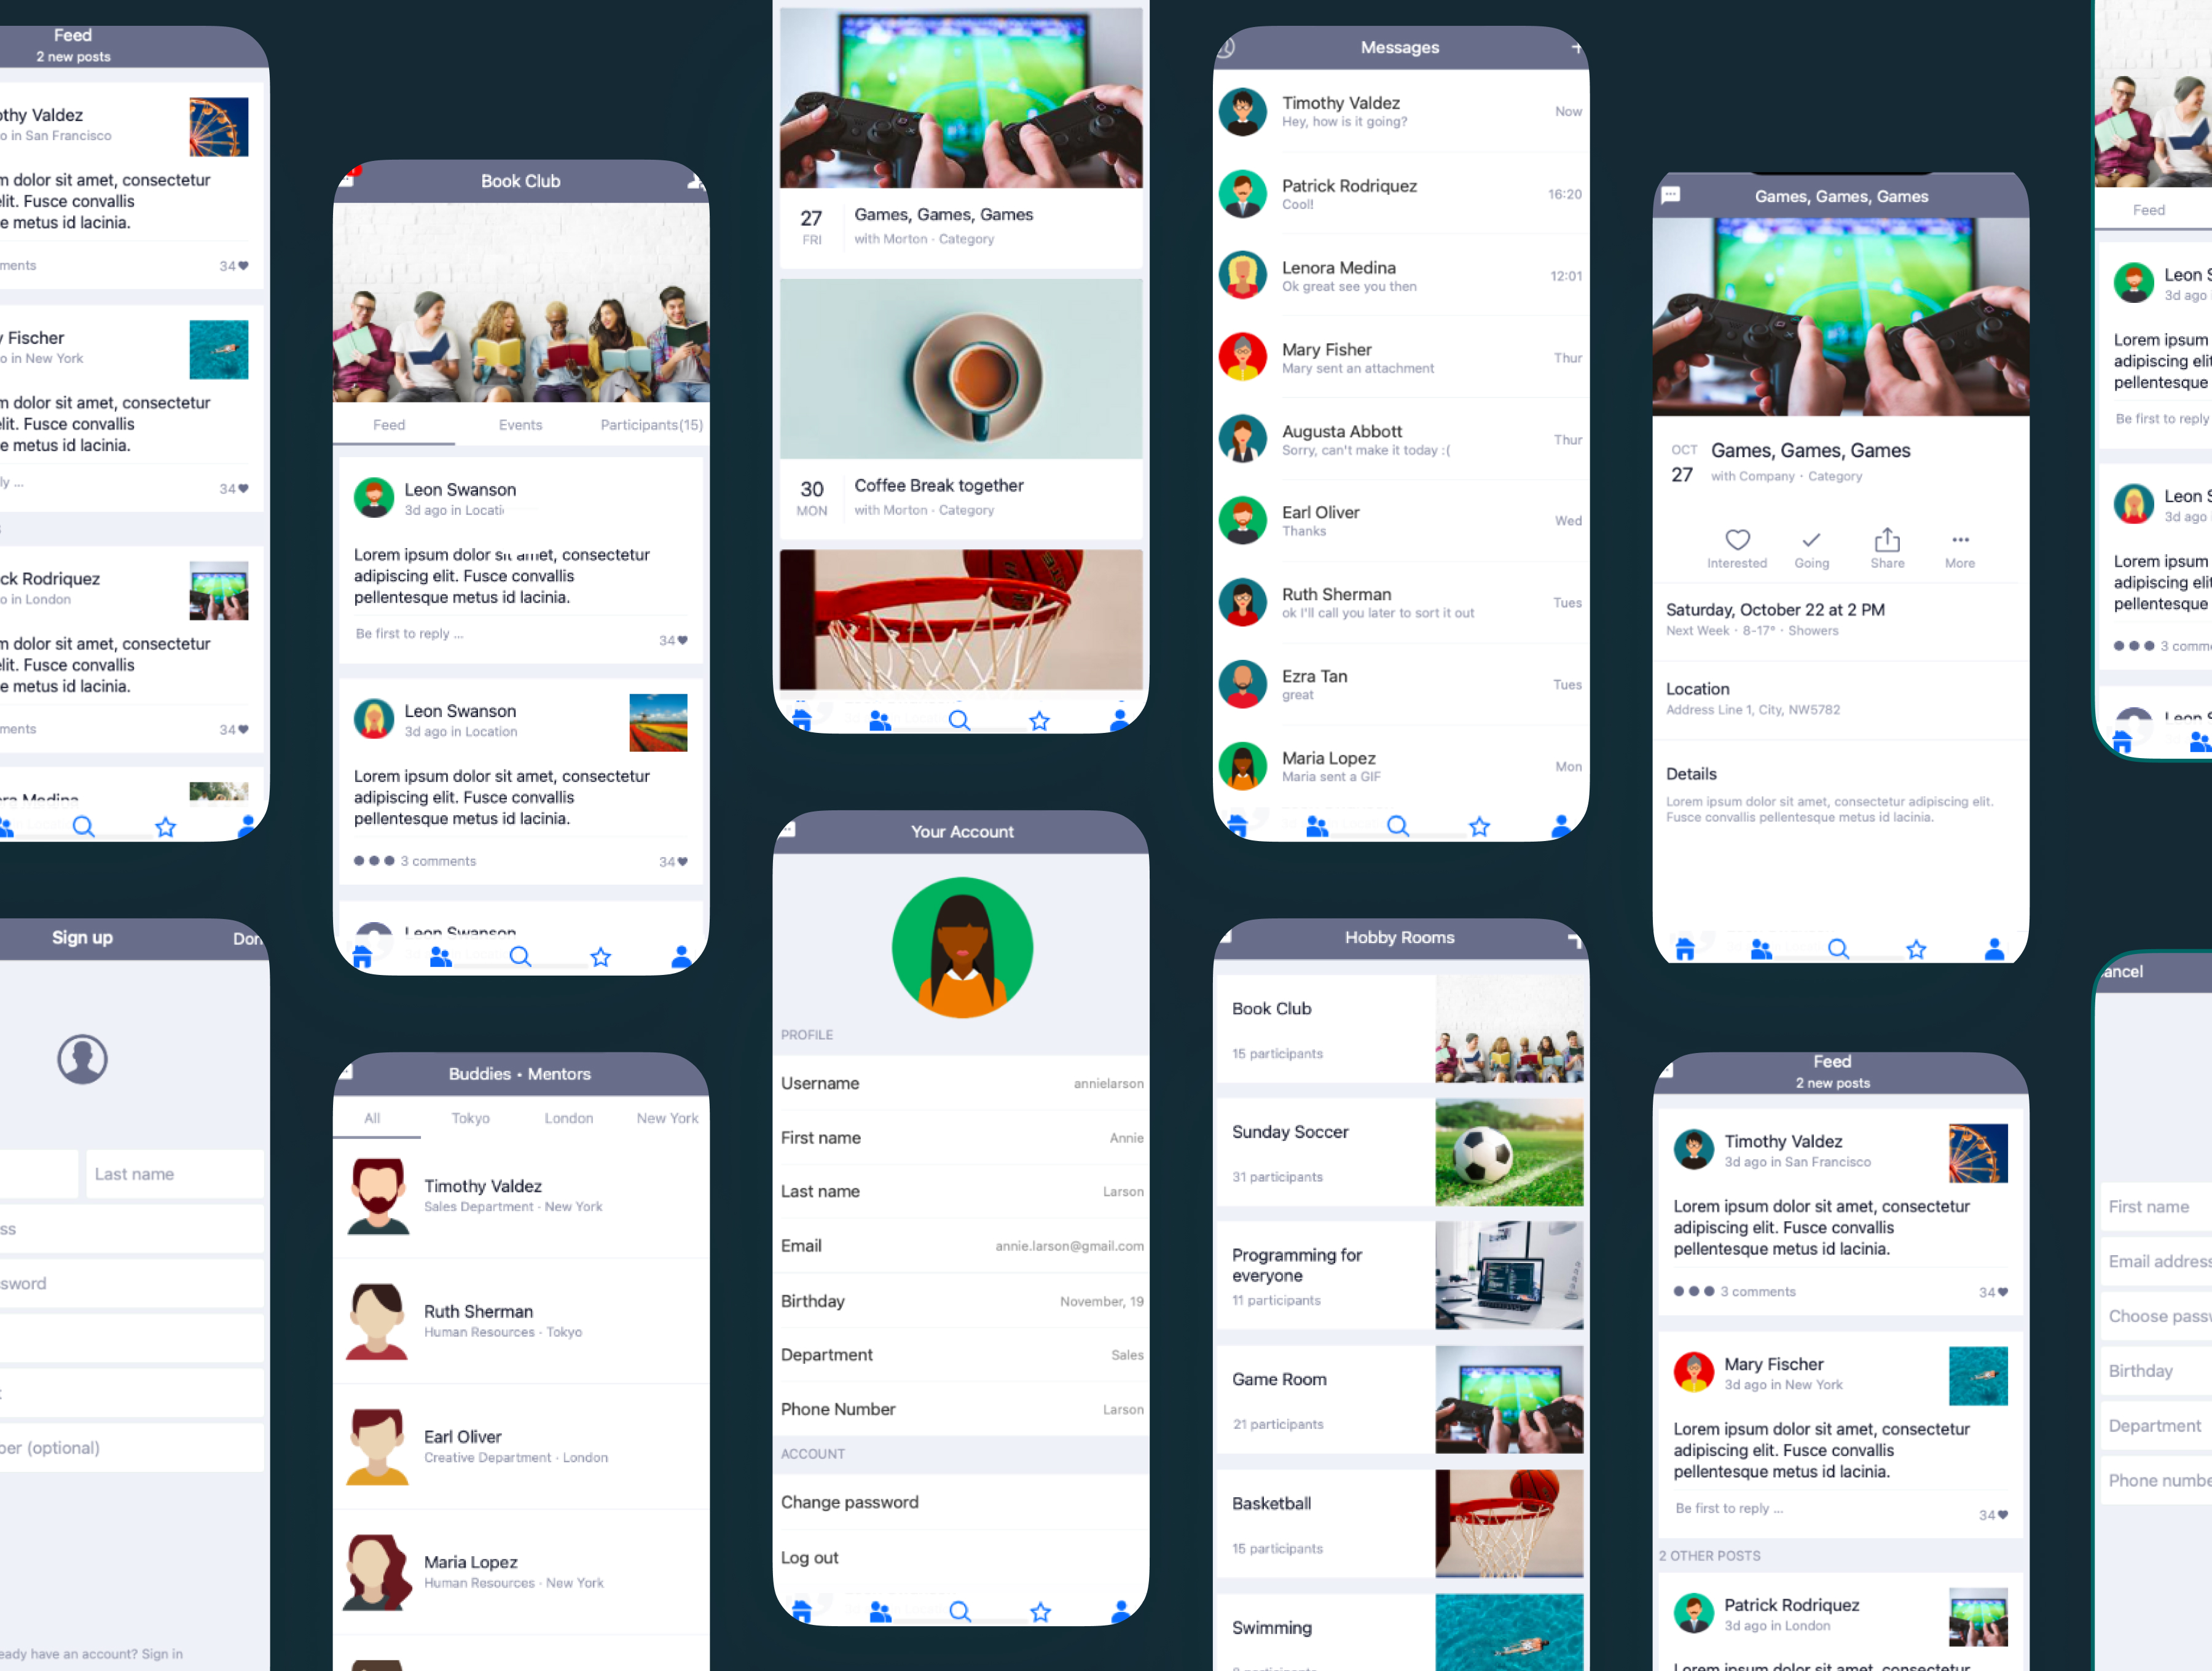 Feed
2 new posts
othy Valdez
o in San Francisco
m dolor sit amet, consectetur
elit. Fusce convallis
e metus id lacinia.
ments
34
y Fischer
o in New York
m dolor sit amet, consectetur
elit. Fusce convallis
e metus id lacinia.
ly ...
34
ck Rodriquez
o in London
m dolor sit amet, consectetur
elit. Fusce convallis
e metus id lacinia.
ments
34
ra Medina
Sign up
Don
Last name
ss
sword
ber (optional)
eady have an account? Sign in
Book Club
Feed
Events
Participants(15)
Leon Swanson
3d ago in Locati
Lorem ipsum dolor sit amet, consectetur
adipiscing elit. Fusce convallis
pellentesque metus id lacinia.
Be first to reply ...
34
Leon Swanson
3d ago in Location
Lorem ipsum dolor sit amet, consectetur
adipiscing elit. Fusce convallis
pellentesque metus id lacinia.
3 comments
34
Leon Swanson
Buddies • Mentors
All
Tokyo
London
New York
Timothy Valdez
Sales Department - New York
Ruth Sherman
Human Resources - Tokyo
Earl Oliver
Creative Department - London
Maria Lopez
Human Resources - New York
27
FRI
Games, Games, Games
with Morton - Category
30
MON
Coffee Break together
with Morton - Category
Your Account
PROFILE
Username
annielarson
First name
Annie
Last name
Larson
Email
annie.larson@gmail.com
Birthday
November, 19
Department
Sales
Phone Number
Larson
ACCOUNT
Change password
Log out
Messages
Timothy Valdez
Now
Hey, how is it going?
Patrick Rodriquez
16:20
Cool!
Lenora Medina
12:01
Ok great see you then
Mary Fisher
Thur
Mary sent an attachment
Augusta Abbott
Thur
Sorry, can't make it today :(
Earl Oliver
Wed
Thanks
Ruth Sherman
Tues
ok I'll call you later to sort it out
Ezra Tan
Tues
great
Maria Lopez
Mon
Maria sent a GIF
Hobby Rooms
Book Club
15 participants
Sunday Soccer
31 participants
Programming for
everyone
11 participants
Game Room
21 participants
Basketball
15 participants
Swimming
Games, Games, Games
OCT
27
Games, Games, Games
with Company · Category
Interested
Going
Share
More
Saturday, October 22 at 2 PM
Next Week · 8-17° · Showers
Location
Address Line 1, City, NW5782
Details
Lorem ipsum dolor sit amet, consectetur adipiscing elit.
Fusce convallis pellentesque metus id lacinia.
Feed
2 new posts
Timothy Valdez
3d ago in San Francisco
Lorem ipsum dolor sit amet, consectetur
adipiscing elit. Fusce convallis
pellentesque metus id lacinia.
3 comments
34
Mary Fischer
3d ago in New York
Lorem ipsum dolor sit amet, consectetur
adipiscing elit. Fusce convallis
pellentesque metus id lacinia.
Be first to reply ...
34
2 OTHER POSTS
Patrick Rodriquez
3d ago in London
Lorem ipsum dolor sit amet, consectetur
Feed
Leon S
3d ago
Lorem ipsum
adipiscing elit
pellentesque
Be first to reply
Leon S
3d ago
Lorem ipsum
adipiscing elit
pellentesque
3 comm
Leon S
ancel
First name
Email address
Choose passw
Birthday
Department
Phone numbe